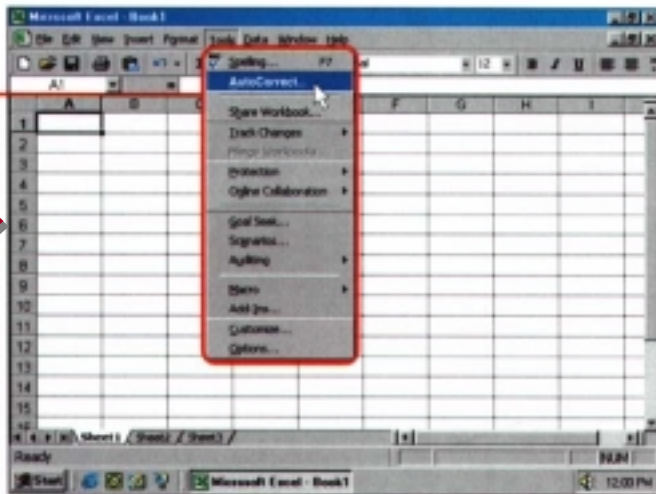 Microsoft Excel - Book1
File Edit View Insert Format Tools Data Window Help
12 B I U
A1 =
A B C F G H I
1
2
3
4
5
6
7
8
9
10
11
12
13
14
15
16
Spelling... F7
AutoCorrect...
Share Workbook...
Track Changes
Merge Workbooks...
Protection
Online Collaboration
Goal Seek...
Scenarios...
Auditing
Macro
Add-Ins...
Customize...
Options...
Sheet1 / Sheet2 / Sheet3 /
Ready NUM
Start Microsoft Excel - Book1 12:00 PM